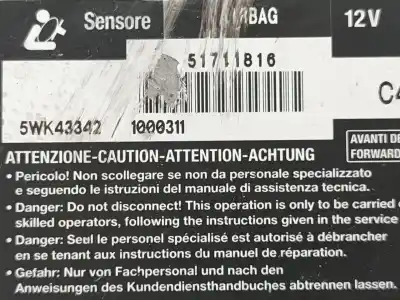 Sensore
12V
51711816
5WK43342 / 1000311
AVANTI
FORWARD
ATTENZIONE-CAUTION-ATTENTION-ACHTUNG
• Pericolo! Non scollegare se non da personale specializzato
e seguendo le istruzioni del manuale di assistenza tecnica.
• Danger: Do not disconnect! This operation is only to be carried
skilled operators, following the instructions given in the service
• Danger: Seul le personel spécialisé est autorisé à débrancher
en se tenant aux instructions du manuel de réparation.
• Gefahr: Nur von Fachpersonal und nach den
Anweisungen des Kundendiensthandbuches abtrennen lassen.